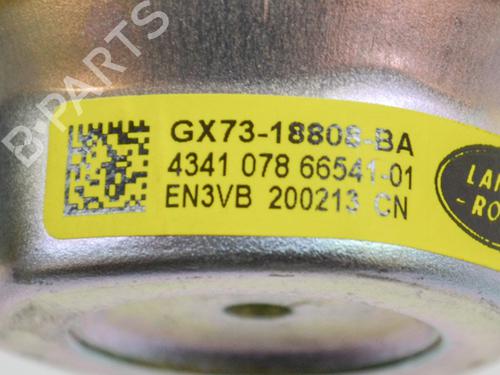 B-PARTS
GX73-18808-BA
4341 078 66541-01
EN3VB 200213 CN
LAN
-RO